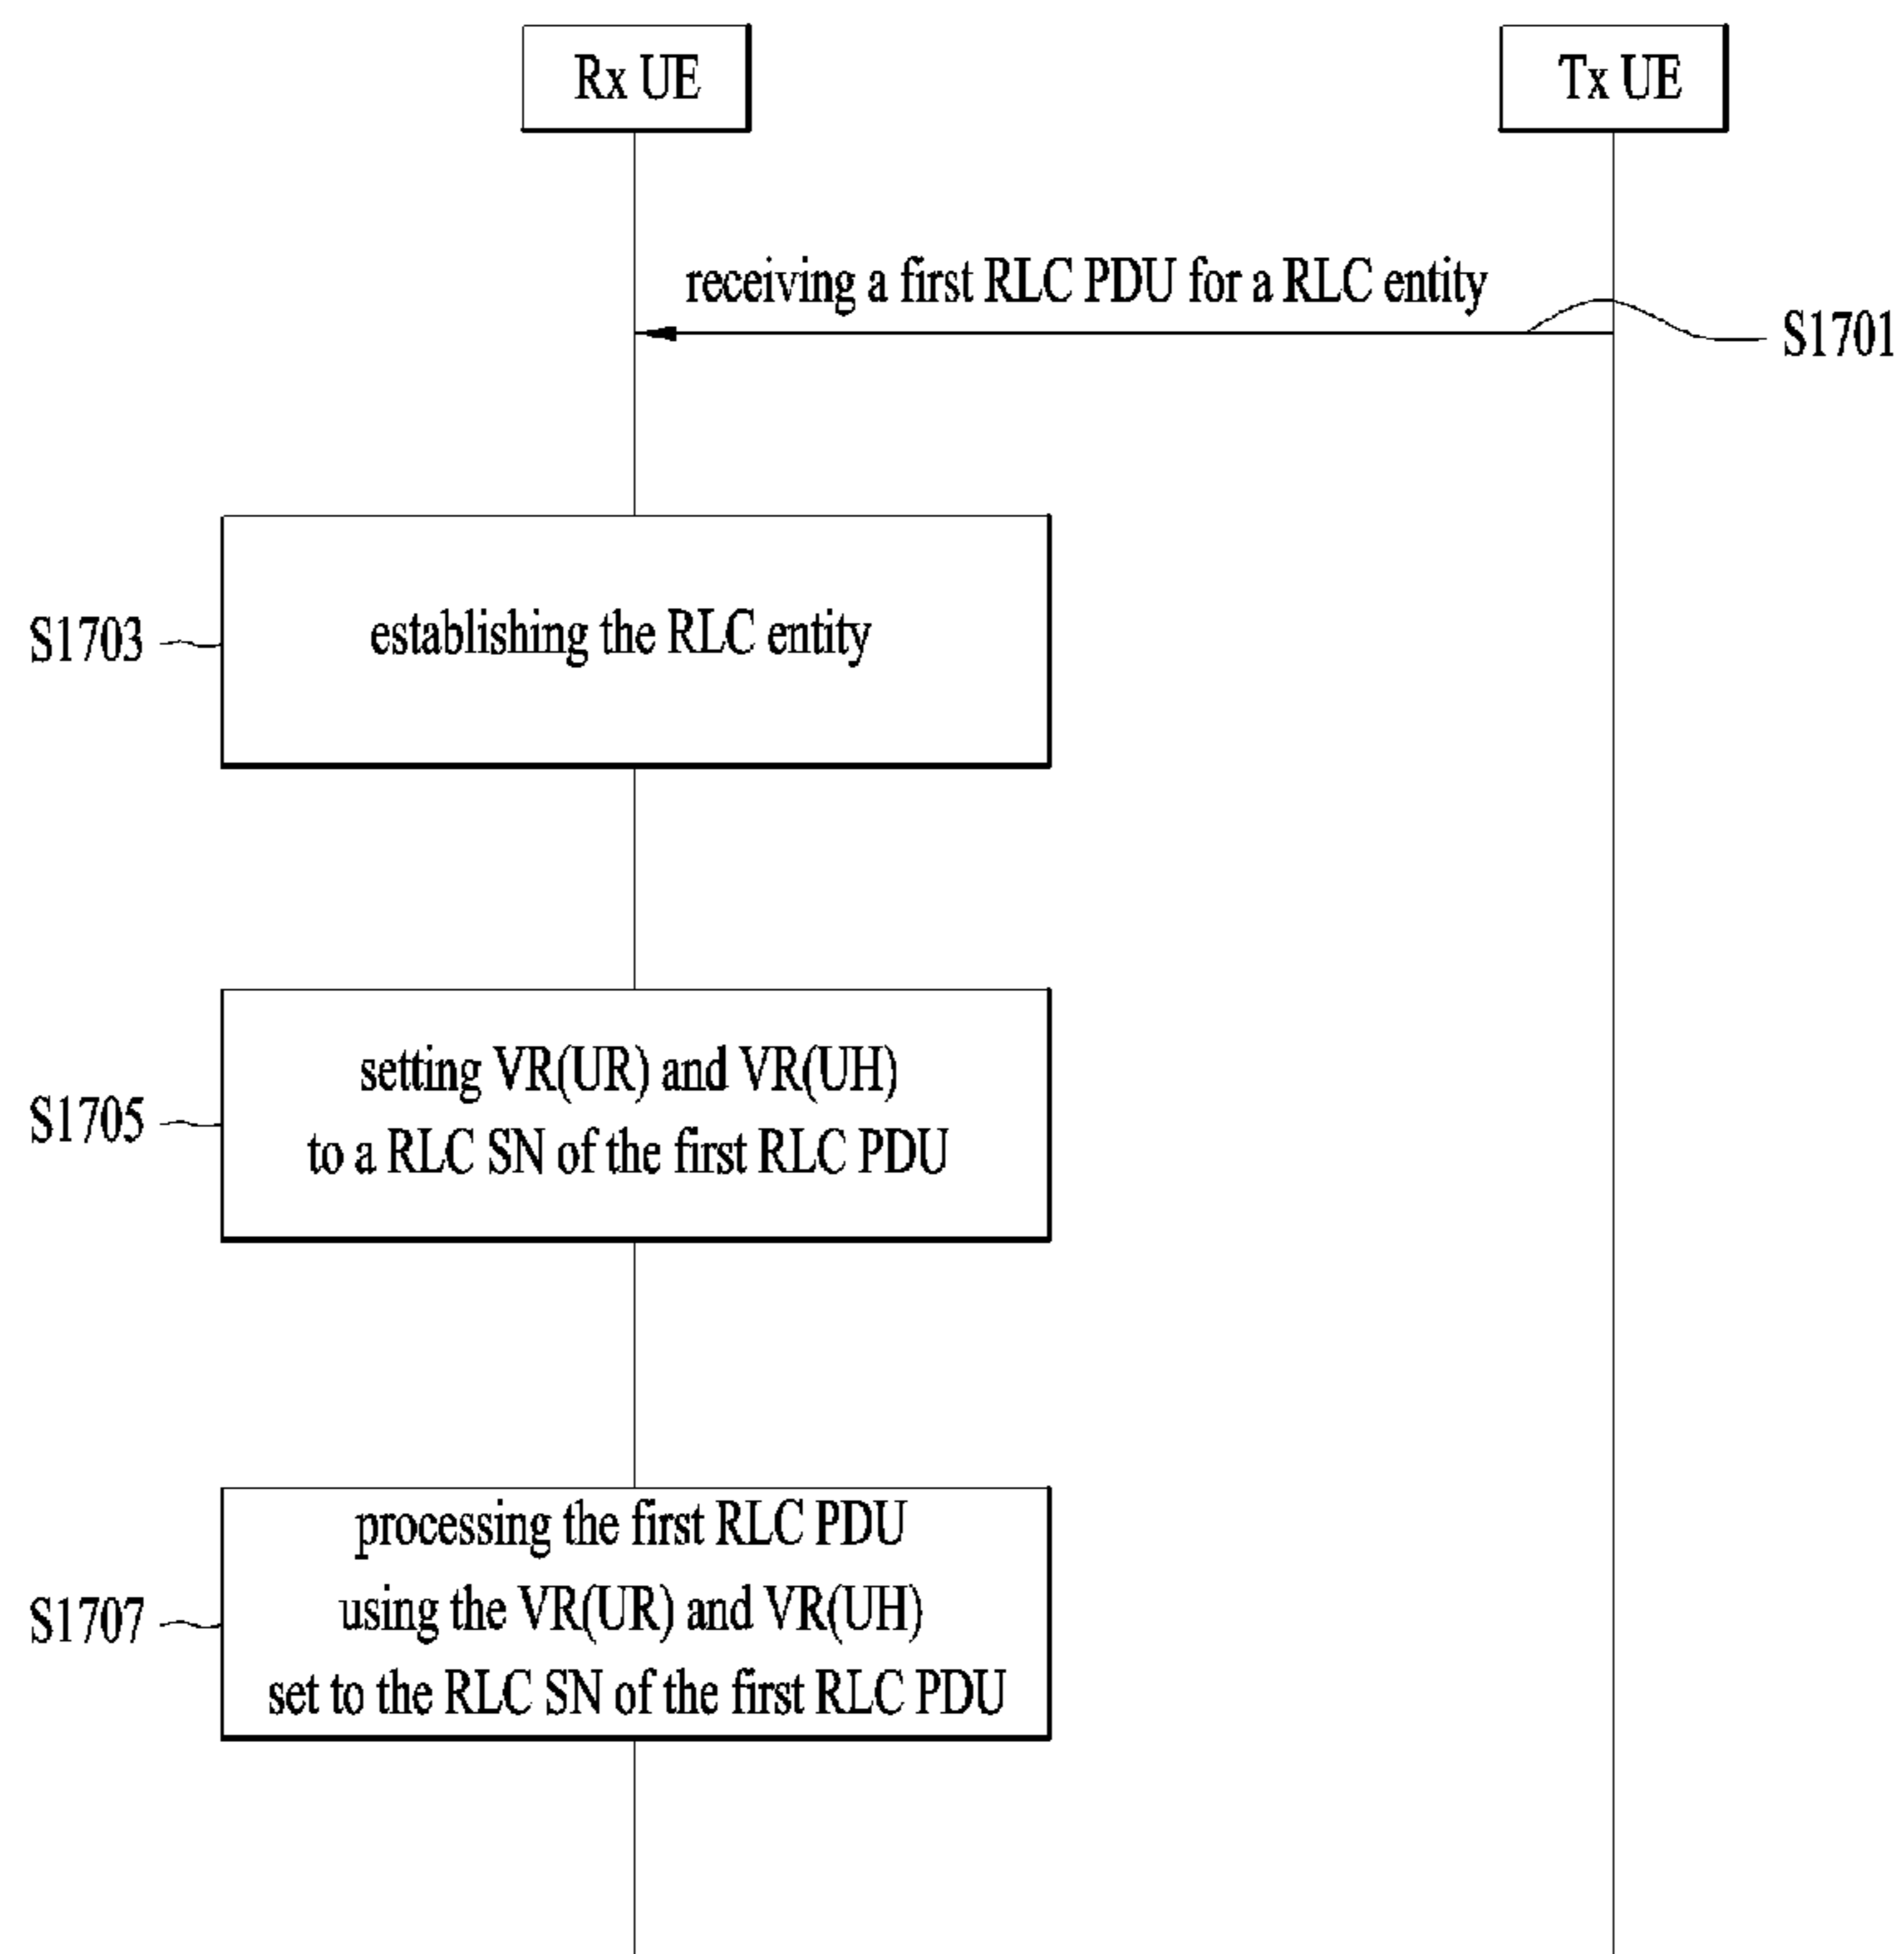 Rx UE
Tx UE
receiving a first RLC PDU for a RLC entity
S1701
S1703
establishing the RLC entity
setting VR(UR) and VR(UH)
S1705
to a RLC SN of the first RLC PDU
processing the first RLC PDU
S1707
using the VR(UR) and VR(UH)
set to the RLC SN of the first RLC PDU